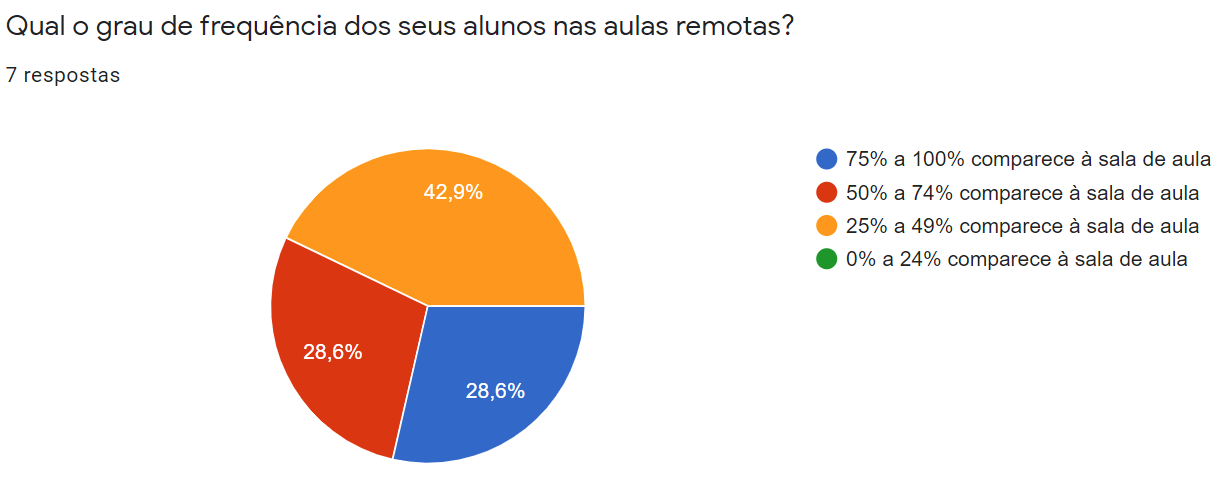 Qual o grau de frequência dos seus alunos nas aulas remotas?
7 respostas
42,9%
28,6%
28,6%
75% a 100% comparece à sala de aula
50% a 74% comparece à sala de aula
25% a 49% comparece à sala de aula
0% a 24% comparece à sala de aula